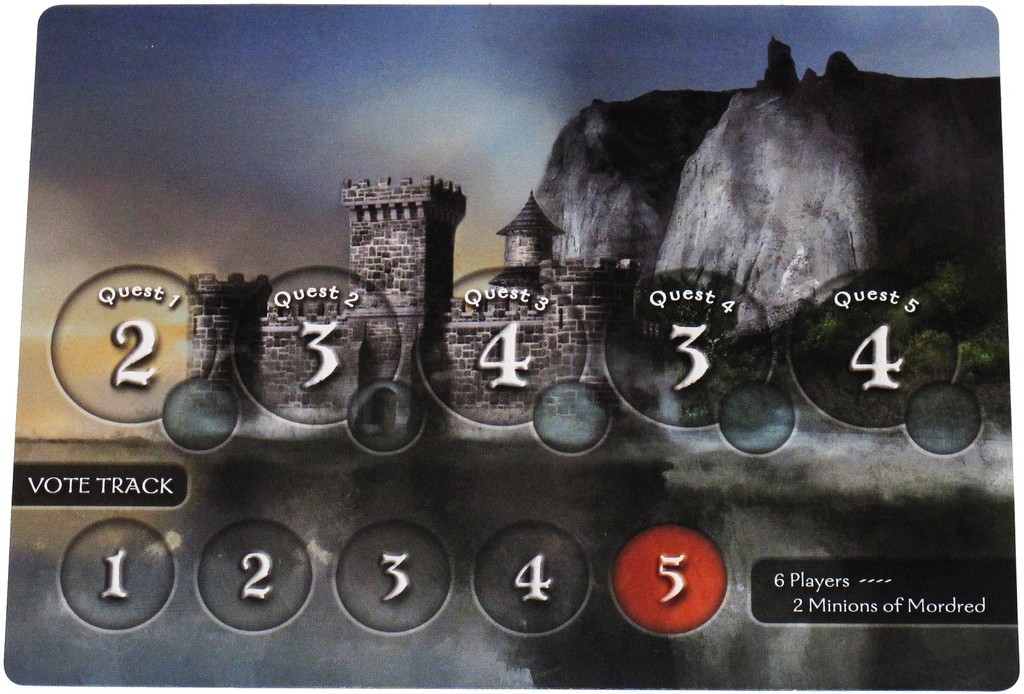 Quest 1
2
Quest 2
3
Quest 3
4
Quest 4
3
Quest 5
4
VOTE TRACK
1 2 3 4 5
6 Players ----
2 Minions of Mordred